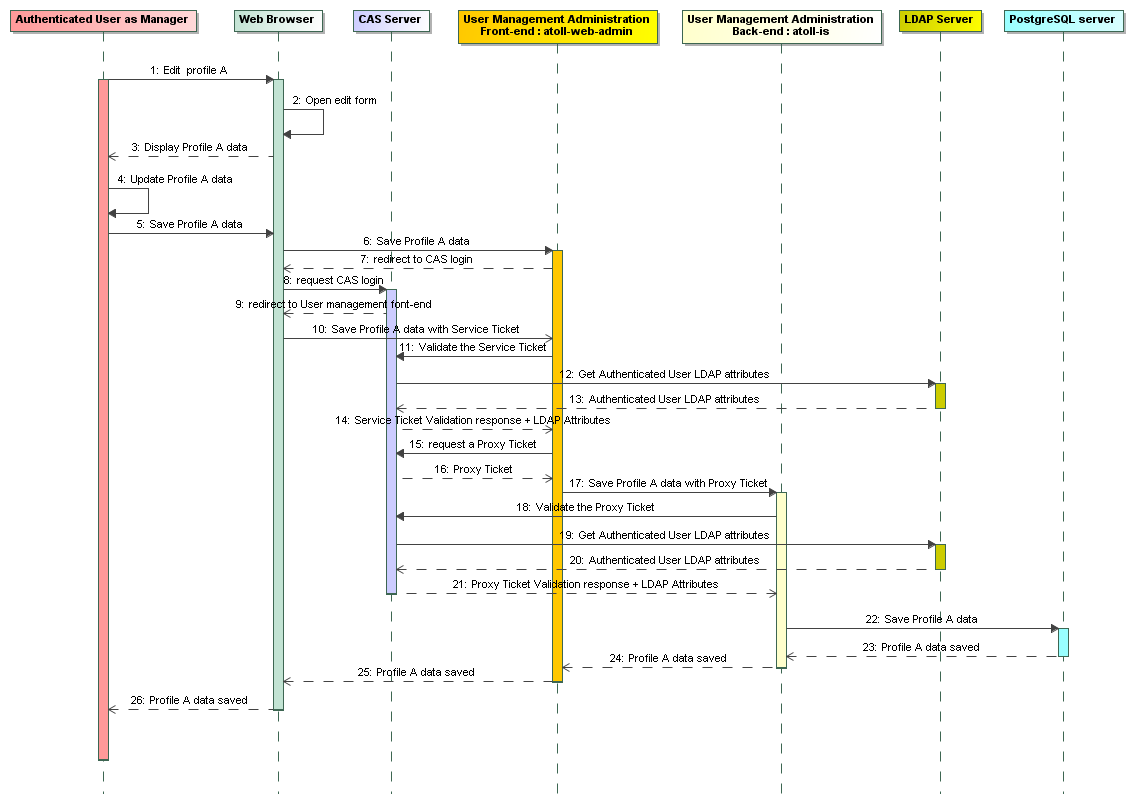 Authenticated User as Manager
Web Browser
CAS Server
User Management Administration
Front-end : atoll-web-admin
User Management Administration
Back-end : atoll-is
LDAP Server
PostgreSQL server
1: Edit profile A
2: Open edit form
3: Display Profile A data
4: Update Profile A data
5: Save Profile A data
6: Save Profile A data
7: redirect to CAS login
8: request CAS login
9: redirect to User management font-end
10: Save Profile A data with Service Ticket
11: Validate the Service Ticket
12: Get Authenticated User LDAP attributes
13: Authenticated User LDAP attributes
14: Service Ticket Validation response + LDAP Attributes
15: request a Proxy Ticket
16: Proxy Ticket
17: Save Profile A data with Proxy Ticket
18: Validate the Proxy Ticket
19: Get Authenticated User LDAP attributes
20: Authenticated User LDAP attributes
21: Proxy Ticket Validation response + LDAP Attributes
22: Save Profile A data
23: Profile A data saved
24: Profile A data saved
25: Profile A data saved
26: Profile A data saved